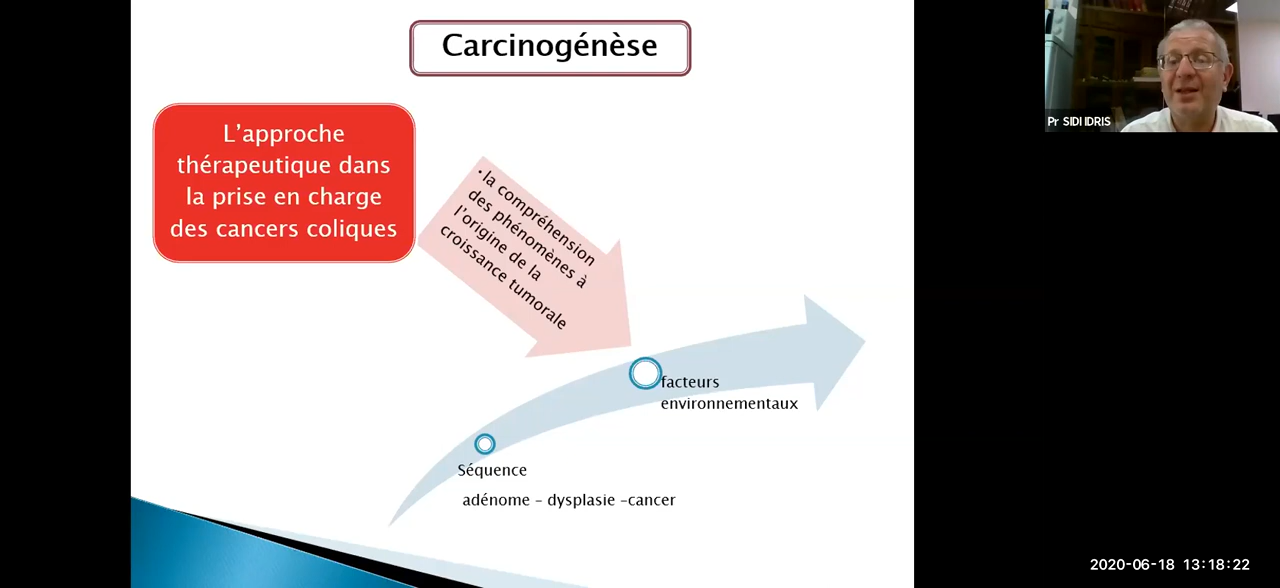 Carcinogénèse
L’approche
thérapeutique dans
la prise en charge
des cancers coliques
•la compréhension
des phénomènes à
l’origine de la
croissance tumorale
facteurs
environnementaux
Séquence
adénome – dysplasie –cancer
Pr SIDI IDRIS
2020-06-18 13:18:22